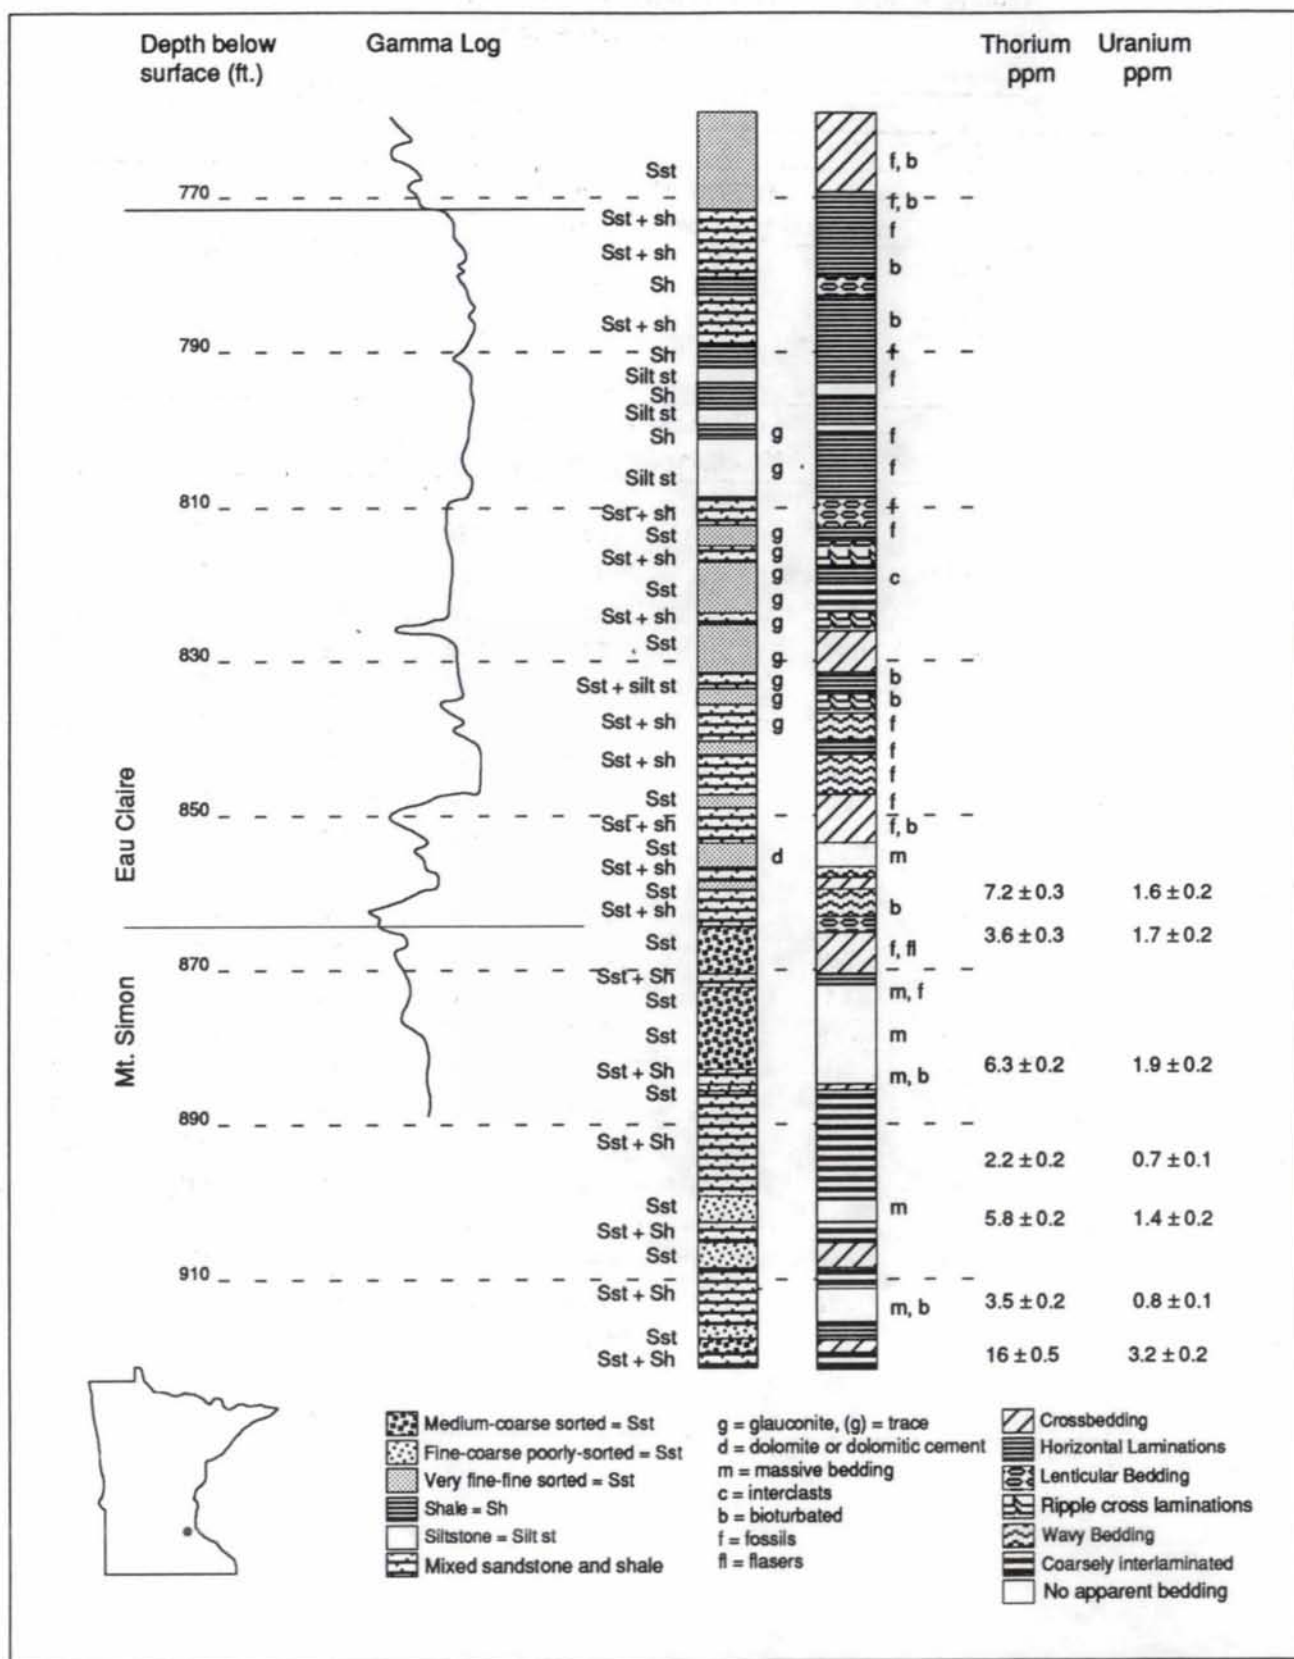 Depth below
surface (ft.)
Gamma Log
Thorium
ppm
Uranium
ppm
Sst
f, b
770
f, b
Sst + sh
f
Sst + sh
b
Sh
Sst + sh
b
790
Sh
f
Silt st
f
Sh
Silt st
Sh
g
f
Silt st
g
f
810
Sst + sh
f
Sst
g
f
Sst + sh
g
Sst
g
c
g
Sst + sh
g
Sst
830
g
Sst + silt st
g
b
g
b
Sst + sh
g
f
f
Sst + sh
f
Sst
f
850
Sst + sh
f, b
Sst
d
m
Sst + sh
Sst
7.2 ± 0.3
1.6 ± 0.2
Sst + sh
b
Eau Claire
3.6 ± 0.3
1.7 ± 0.2
Sst
f, fl
870
Sst + Sh
m, f
Sst
Sst
m
Mt. Simon
Sst + Sh
m, b
6.3 ± 0.2
1.9 ± 0.2
Sst
890
Sst + Sh
2.2 ± 0.2
0.7 ± 0.1
Sst
m
5.8 ± 0.2
1.4 ± 0.2
Sst + Sh
Sst
910
Sst + Sh
m, b
3.5 ± 0.2
0.8 ± 0.1
Sst
Sst + Sh
16 ± 0.5
3.2 ± 0.2
Medium-coarse sorted = Sst
Fine-coarse poorly-sorted = Sst
Very fine-fine sorted = Sst
Shale = Sh
Siltstone = Silt st
Mixed sandstone and shale
g = glauconite, (g) = trace
d = dolomite or dolomitic cement
m = massive bedding
c = interclasts
b = bioturbated
f = fossils
fl = flasers
Crossbedding
Horizontal Laminations
Lenticular Bedding
Ripple cross laminations
Wavy Bedding
Coarsely interlaminated
No apparent bedding